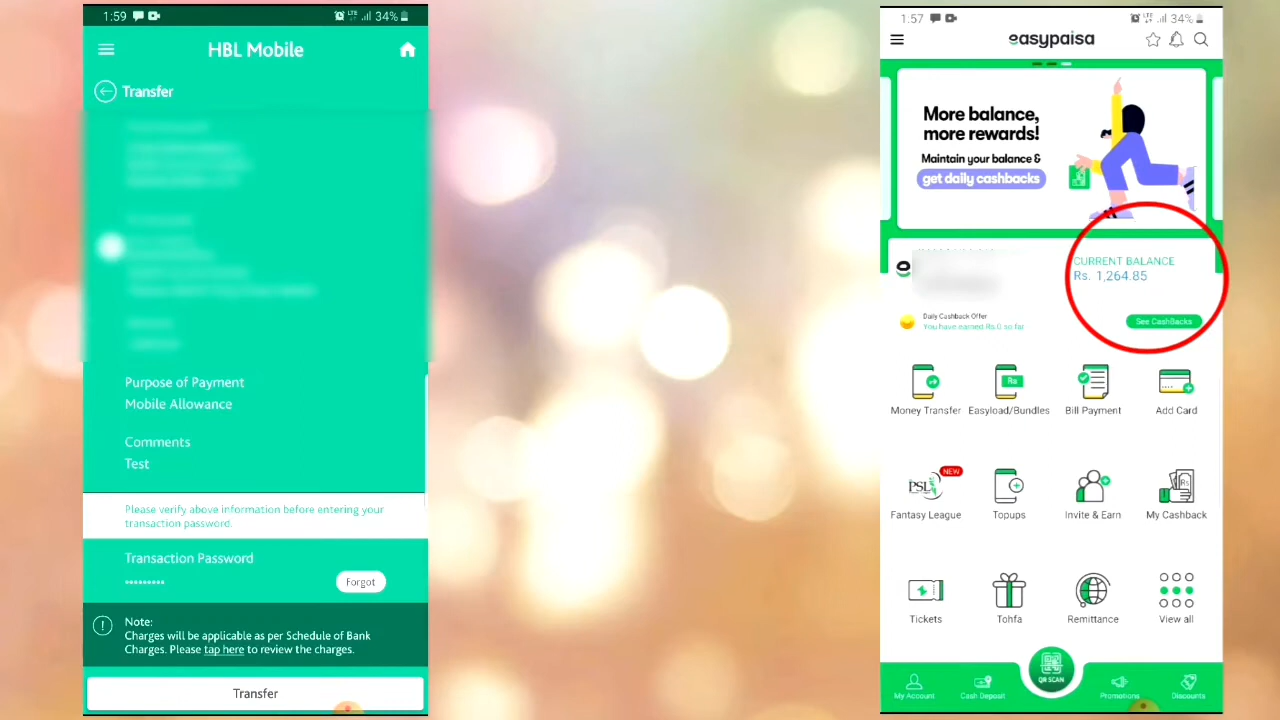 1:59
34%
HBL Mobile
Transfer
Purpose of Payment
Mobile Allowance
Comments
Test
Please verify above information before entering your
transaction password.
Transaction Password
•••••••••
Forgot
Note:
Charges will be applicable as per Schedule of Bank
Charges. Please tap here to review the charges.
Transfer
1:57
34%
easypaisa
More balance,
more rewards!
Maintain your balance &
get daily cashbacks
CURRENT BALANCE
Rs. 1,264.85
Daily Cashback Offer
You have earned Rs.0 so far
See CashBacks
Rs
Money Transfer
Easyload/Bundles
Bill Payment
Add Card
NEW
PSL
Rs
Fantasy League
Topups
Invite & Earn
My Cashback
Tickets
Tohfa
Remittance
View all
QR SCAN
My Account
Cash Deposit
Promotions
Discounts